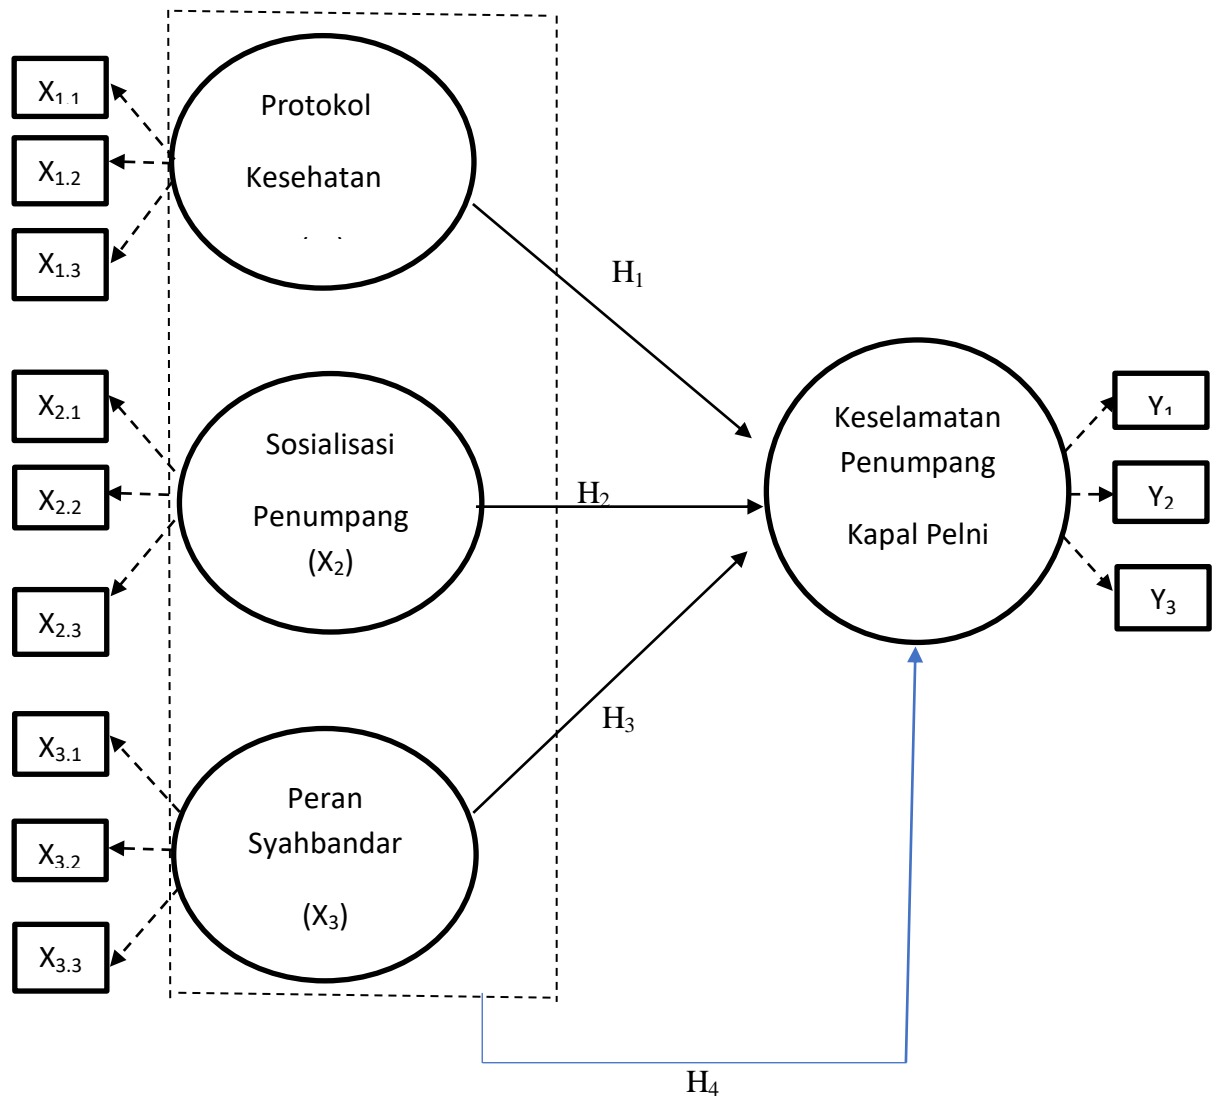 X₁.₁
X₁.₂
X₁.₃
Protokol
Kesehatan
H₁
X₂.₁
X₂.₂
X₂.₃
Sosialisasi
Penumpang
(X₂)
H₂
Keselamatan
Penumpang
Kapal Pelni
Y₁
Y₂
Y₃
H₃
X₃.₁
X₃.₂
X₃.₃
Peran
Syahbandar
(X₃)
H₄